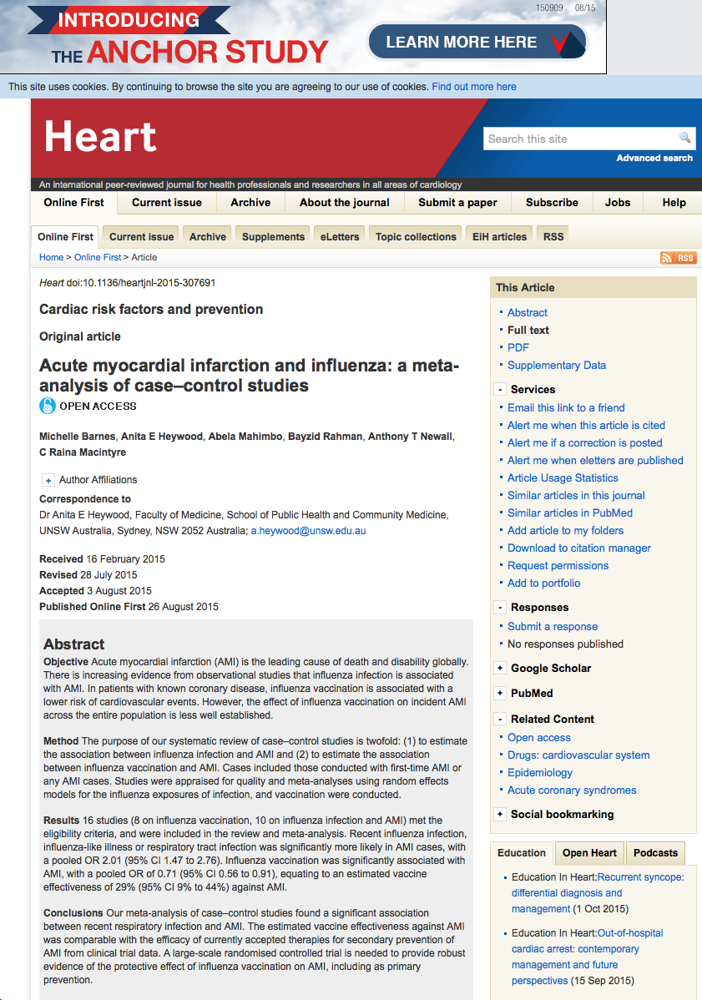 150909 08/15
INTRODUCING
THE ANCHOR STUDY
LEARN MORE HERE
This site uses cookies. By continuing to browse the site you are agreeing to our use of cookies. Find out more here
Heart
Search this site
Advanced search
An international peer-reviewed journal for health professionals and researchers in all areas of cardiology
Online First Current issue Archive About the journal Submit a paper Subscribe Jobs Help
Online First Current issue Archive Supplements eLetters Topic collections EiH articles RSS
Home > Online First > Article
RSS
Heart doi:10.1136/heartjnl-2015-307691
Cardiac risk factors and prevention
Original article
Acute myocardial infarction and influenza: a meta-
analysis of case–control studies
OPEN ACCESS
Michelle Barnes, Anita E Heywood, Abela Mahimbo, Bayzid Rahman, Anthony T Newall,
C Raina Macintyre
+ Author Affiliations
Correspondence to
Dr Anita E Heywood, Faculty of Medicine, School of Public Health and Community Medicine,
UNSW Australia, Sydney, NSW 2052 Australia; a.heywood@unsw.edu.au
Received 16 February 2015
Revised 28 July 2015
Accepted 3 August 2015
Published Online First 26 August 2015
Abstract
Objective Acute myocardial infarction (AMI) is the leading cause of death and disability globally.
There is increasing evidence from observational studies that influenza infection is associated
with AMI. In patients with known coronary disease, influenza vaccination is associated with a
lower risk of cardiovascular events. However, the effect of influenza vaccination on incident AMI
across the entire population is less well established.
Method The purpose of our systematic review of case–control studies is twofold: (1) to estimate
the association between influenza infection and AMI and (2) to estimate the association
between influenza vaccination and AMI. Cases included those conducted with first-time AMI or
any AMI cases. Studies were appraised for quality and meta-analyses using random effects
models for the influenza exposures of infection, and vaccination were conducted.
Results 16 studies (8 on influenza vaccination, 10 on influenza infection and AMI) met the
eligibility criteria, and were included in the review and meta-analysis. Recent influenza infection,
influenza-like illness or respiratory tract infection was significantly more likely in AMI cases, with
a pooled OR 2.01 (95% CI 1.47 to 2.76). Influenza vaccination was significantly associated with
AMI, with a pooled OR of 0.71 (95% CI 0.56 to 0.91), equating to an estimated vaccine
effectiveness of 29% (95% CI 9% to 44%) against AMI.
Conclusions Our meta-analysis of case–control studies found a significant association
between recent respiratory infection and AMI. The estimated vaccine effectiveness against AMI
was comparable with the efficacy of currently accepted therapies for secondary prevention of
AMI from clinical trial data. A large-scale randomised controlled trial is needed to provide robust
evidence of the protective effect of influenza vaccination on AMI, including as primary
prevention.
This Article
Abstract
Full text
PDF
Supplementary Data
- Services
Email this link to a friend
Alert me when this article is cited
Alert me if a correction is posted
Alert me when eletters are published
Article Usage Statistics
Similar articles in this journal
Similar articles in PubMed
Add article to my folders
Download to citation manager
Request permissions
Add to portfolio
- Responses
Submit a response
No responses published
+ Google Scholar
+ PubMed
- Related Content
Open access
Drugs: cardiovascular system
Epidemiology
Acute coronary syndromes
+ Social bookmarking
Education Open Heart Podcasts
Education In Heart:Recurrent syncope:
differential diagnosis and
management (1 Oct 2015)
Education In Heart:Out-of-hospital
cardiac arrest: contemporary
management and future
perspectives (15 Sep 2015)